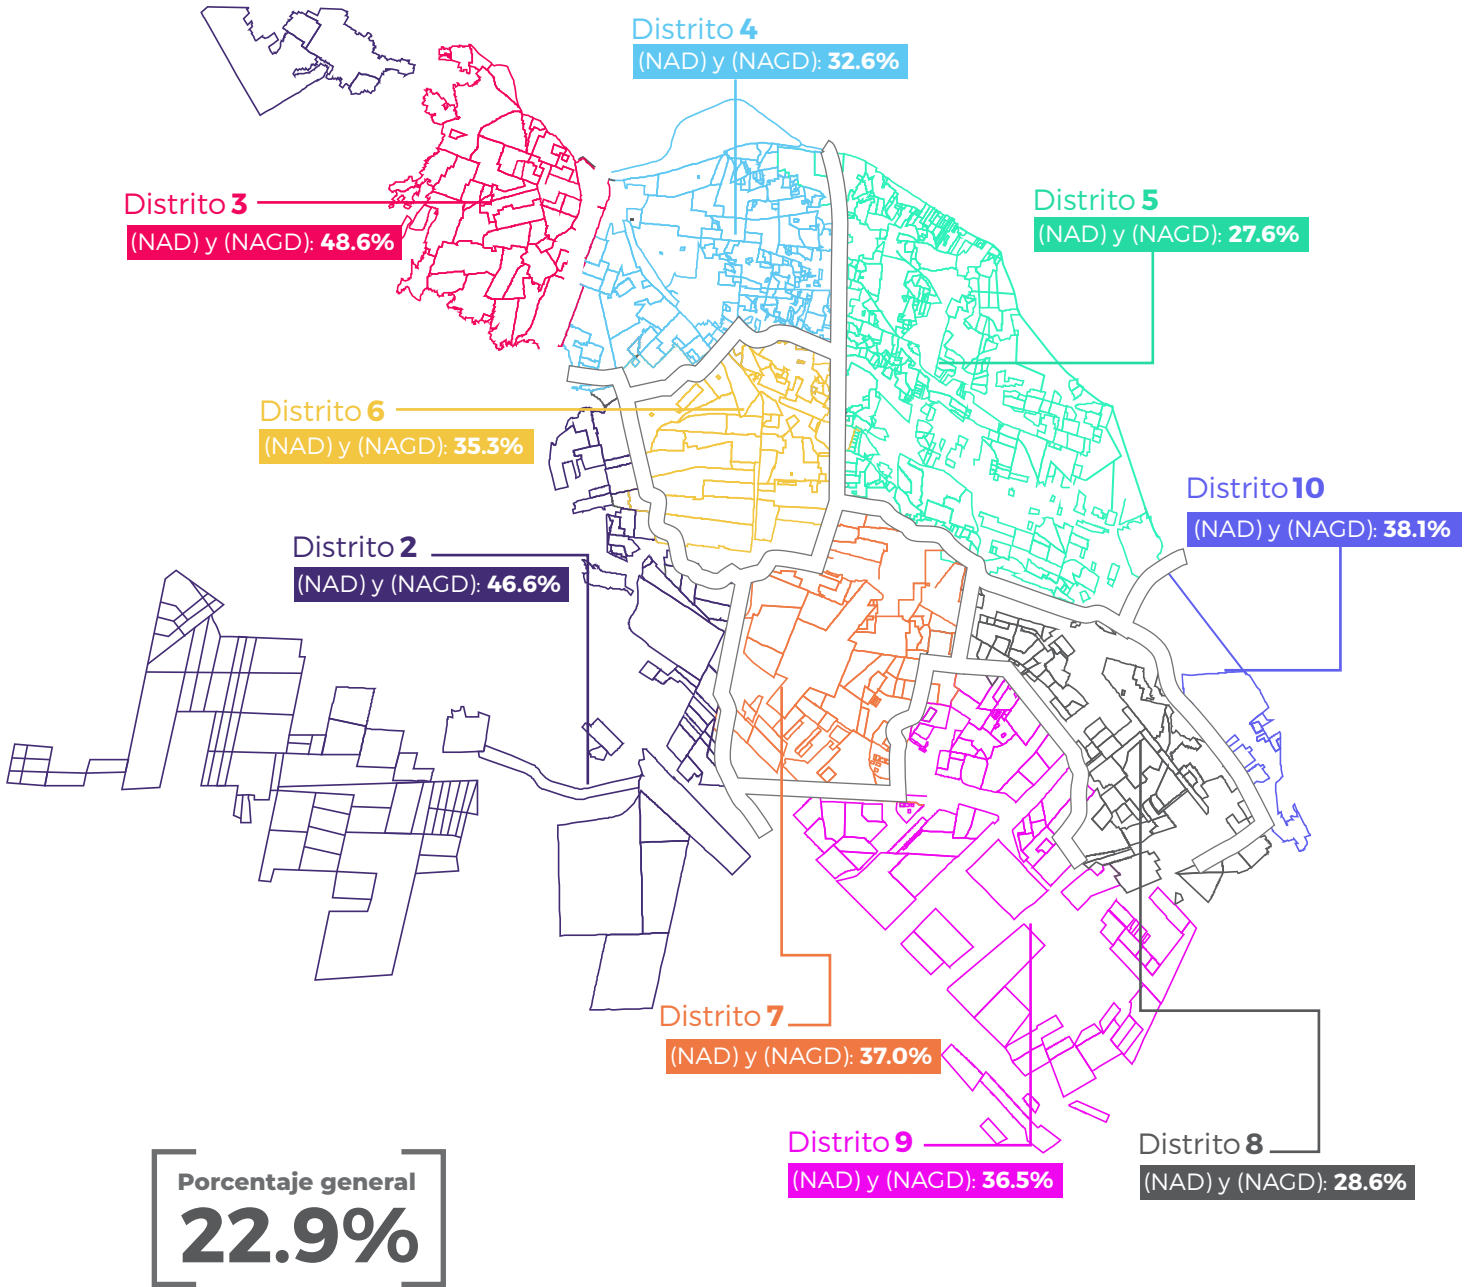 Distrito 4
(NAD) y (NAGD): 32.6%
Distrito 3
(NAD) y (NAGD): 48.6%
Distrito 5
(NAD) y (NAGD): 27.6%
Distrito 6
(NAD) y (NAGD): 35.3%
Distrito 10
(NAD) y (NAGD): 38.1%
Distrito 2
(NAD) y (NAGD): 46.6%
Distrito 7
(NAD) y (NAGD): 37.0%
Distrito 9
(NAD) y (NAGD): 36.5%
Distrito 8
(NAD) y (NAGD): 28.6%
Porcentaje general
22.9%